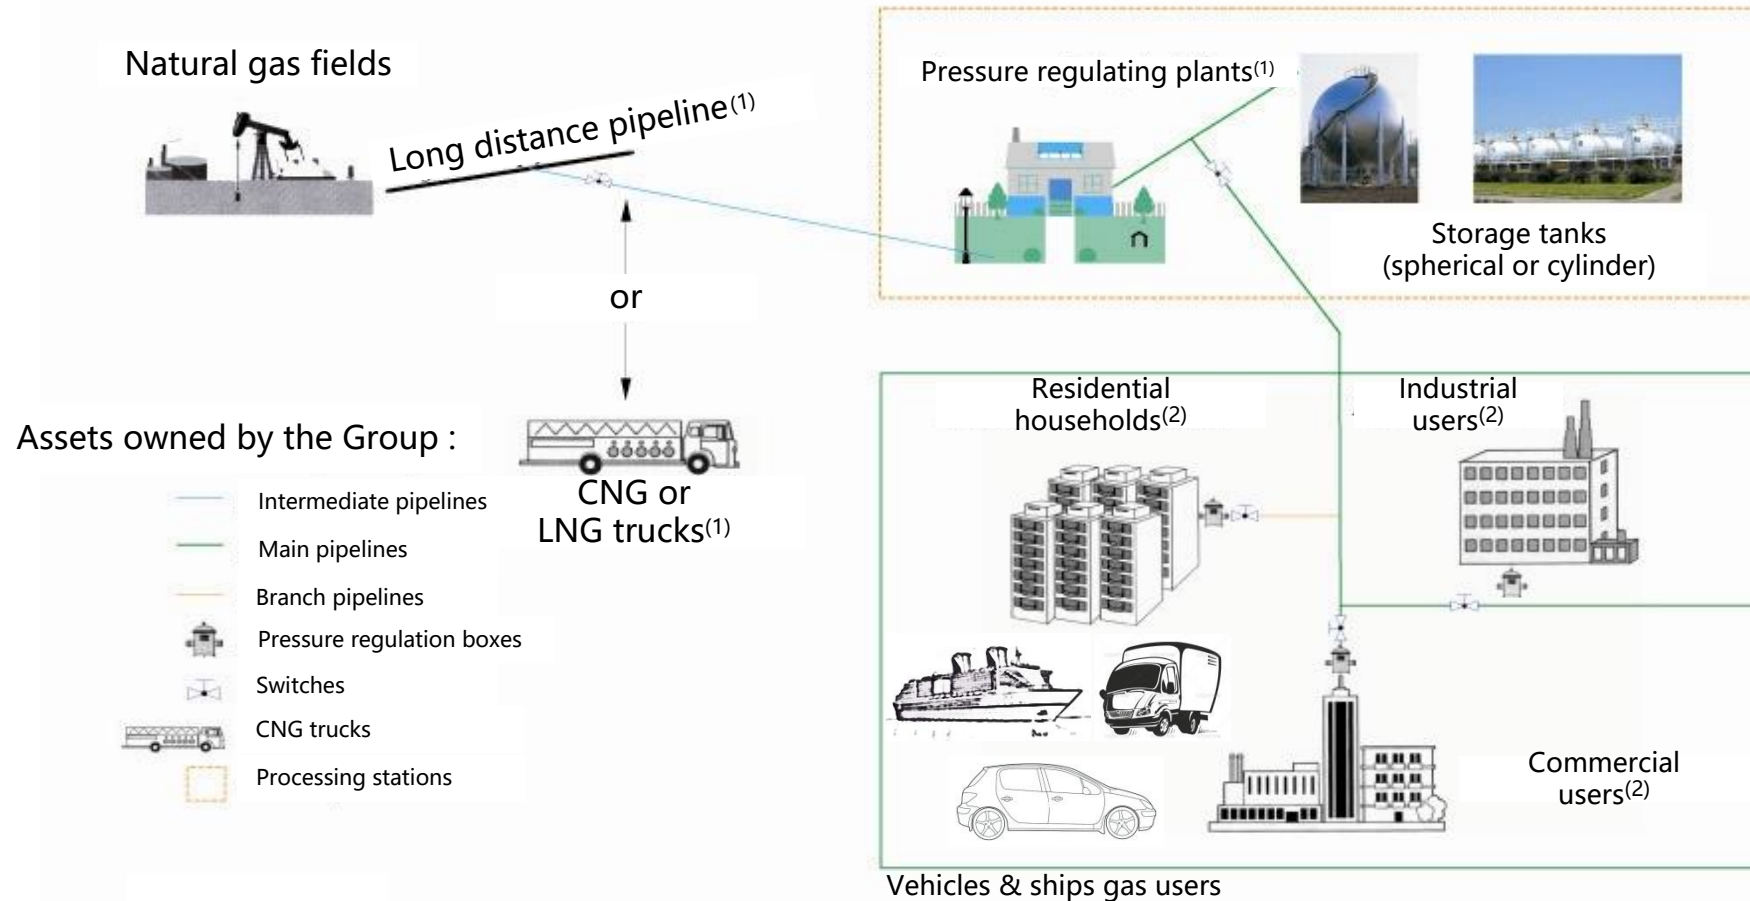 Natural gas fields
Long distance pipeline(1)
Pressure regulating plants(1)
Storage tanks
(spherical or cylinder)
or
CNG or
LNG trucks(1)
Assets owned by the Group :
Intermediate pipelines
Main pipelines
Branch pipelines
Pressure regulation boxes
Switches
CNG trucks
Processing stations
Residential
households(2)
Industrial
users(2)
Commercial
users(2)
Vehicles & ships gas users